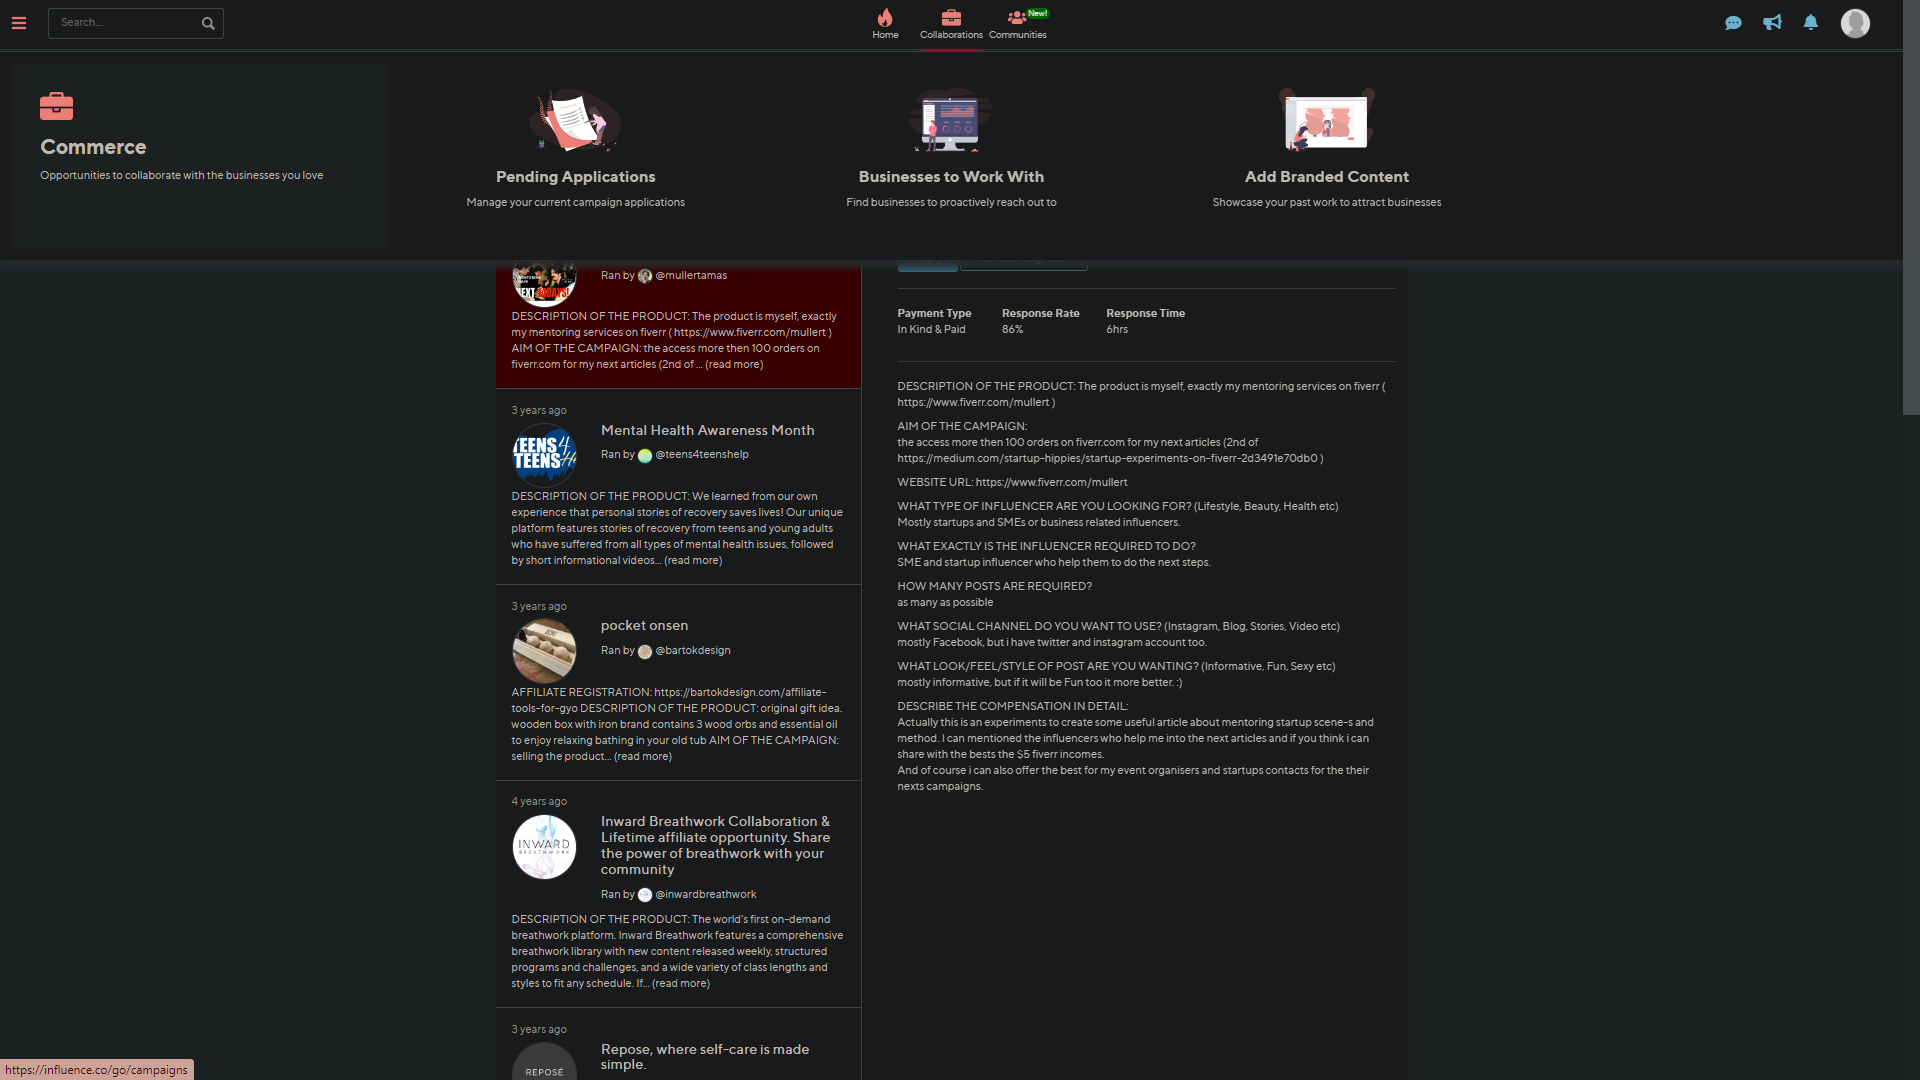 Search...
Home
Collaborations
Communities
New!
Commerce
Opportunities to collaborate with the businesses you love
Pending Applications
Manage your current campaign applications
Businesses to Work With
Find businesses to proactively reach out to
Add Branded Content
Showcase your past work to attract businesses
Ran by @mullertamas
DESCRIPTION OF THE PRODUCT: The product is myself, exactly
my mentoring services on fiverr ( https://www.fiverr.com/mullert )
AIM OF THE CAMPAIGN: the access more then 100 orders on
fiverr.com for my next articles (2nd of ... (read more)
3 years ago
TEENS 4
TEENS
Mental Health Awareness Month
Ran by @teens4teenshelp
DESCRIPTION OF THE PRODUCT: We learned from our own
experience that personal stories of recovery saves lives! Our unique
platform features stories of recovery from teens and young adults
who have suffered from all types of mental health issues, followed
by short informational videos... (read more)
3 years ago
pocket onsen
Ran by @bartokdesign
AFFILIATE REGISTRATION: https://bartokdesign.com/affiliate-
tools-for-gyo DESCRIPTION OF THE PRODUCT: original gift idea.
wooden box with iron brand contains 3 wood orbs and essential oil
to enjoy relaxing bathing in your old tub AIM OF THE CAMPAIGN:
selling the product... (read more)
4 years ago
INWARD
BREATHWORK
Inward Breathwork Collaboration &
Lifetime affiliate opportunity. Share
the power of breathwork with your
community
Ran by @inwardbreathwork
DESCRIPTION OF THE PRODUCT: The world's first on-demand
breathwork platform. Inward Breathwork features a comprehensive
breathwork library with new content released weekly, structured
programs and challenges, and a wide variety of class lengths and
styles to fit any schedule. If... (read more)
3 years ago
REPOSÉ
Repose, where self-care is made
simple.
Payment Type
In Kind & Paid
Response Rate
86%
Response Time
6hrs
DESCRIPTION OF THE PRODUCT: The product is myself, exactly my mentoring services on fiverr (
https://www.fiverr.com/mullert )
AIM OF THE CAMPAIGN:
the access more then 100 orders on fiverr.com for my next articles (2nd of
https://medium.com/startup-hippies/startup-experiments-on-fiverr-2d3491e70db0 )
WEBSITE URL: https://www.fiverr.com/mullert
WHAT TYPE OF INFLUENCER ARE YOU LOOKING FOR? (Lifestyle, Beauty, Health etc)
Mostly startups and SMEs or business related influencers.
WHAT EXACTLY IS THE INFLUENCER REQUIRED TO DO?
SME and startup influencer who help them to do the next steps.
HOW MANY POSTS ARE REQUIRED?
as many as possible
WHAT SOCIAL CHANNEL DO YOU WANT TO USE? (Instagram, Blog, Stories, Video etc)
mostly Facebook, but i have twitter and instagram account too.
WHAT LOOK/FEEL/STYLE OF POST ARE YOU WANTING? (Informative, Fun, Sexy etc)
mostly informative, but if it will be Fun too it more better. :)
DESCRIBE THE COMPENSATION IN DETAIL:
Actually this is an experiments to create some useful article about mentoring startup scene-s and
method. I can mentioned the influencers who help me into the next articles and if you think i can
share with the bests the $5 fiverr incomes.
And of course i can also offer the best for my event organisers and startups contacts for the their
nexts campaigns.
https://influence.co/go/campaigns